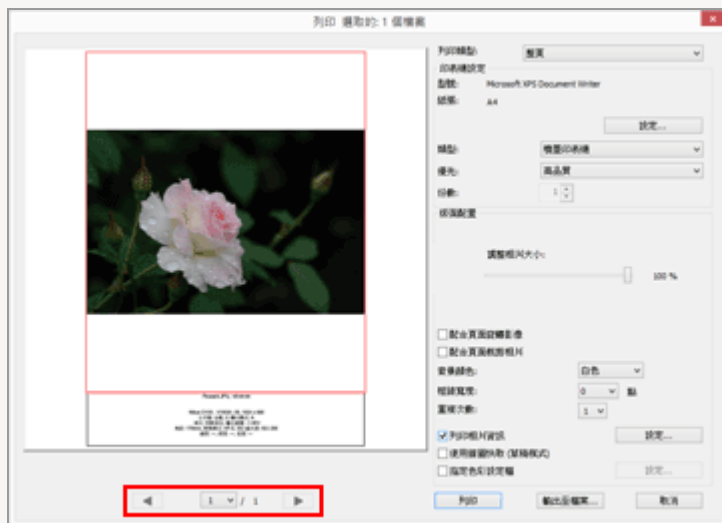 列印 選取的: 1 個檔案
列印類型: 整頁
印表機設定
型號: Microsoft XPS Document Writer
紙張: A4
設定...
類型: 噴墨印表機
優先: 高品質
份數: 1
版面配置
調整相片大小:
100 %
配合頁面旋轉影像
配合頁面裁剪相片
背景顏色: 白色
框線寬度: 0 點
重複次數: 1
列印相片資訊 設定...
使用縮圖快取 (草稿模式)
指定色彩設定檔 設定...
1 / 1
列印 輸出至檔案... 取消